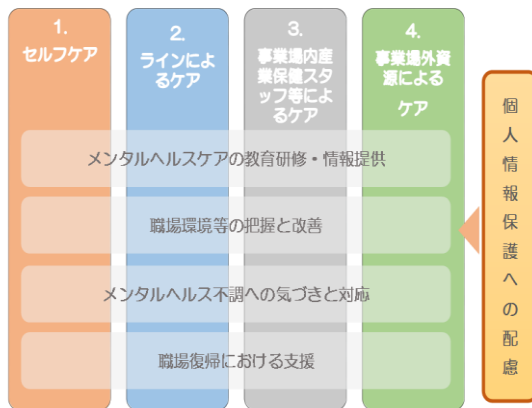 1.
セルフケア
2.
ラインによ
るケア
3.
事業場内産
業保健スタ
ッフ等によ
るケア
4.
事業場外資
源による
ケア
メンタルヘルスケアの教育研修・情報提供
職場環境等の把握と改善
メンタルヘルス不調への気づきと対応
職場復帰における支援
個人情報保護への配慮